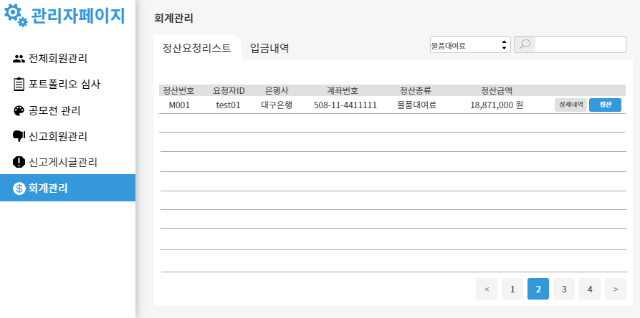 관리자페이지
전체회원관리
포트폴리오 심사
공모전 관리
신고회원관리
신고게시글관리
회계관리
회계관리
정산요청리스트 입금내역
물품대여료
정산번호 요청자ID 은행사 계좌번호 정산종류 정산금액
M001 test01 대구은행 508-11-4411111 물품대여료 18,871,000 원 상세내역 정산
< 1 2 3 4 >